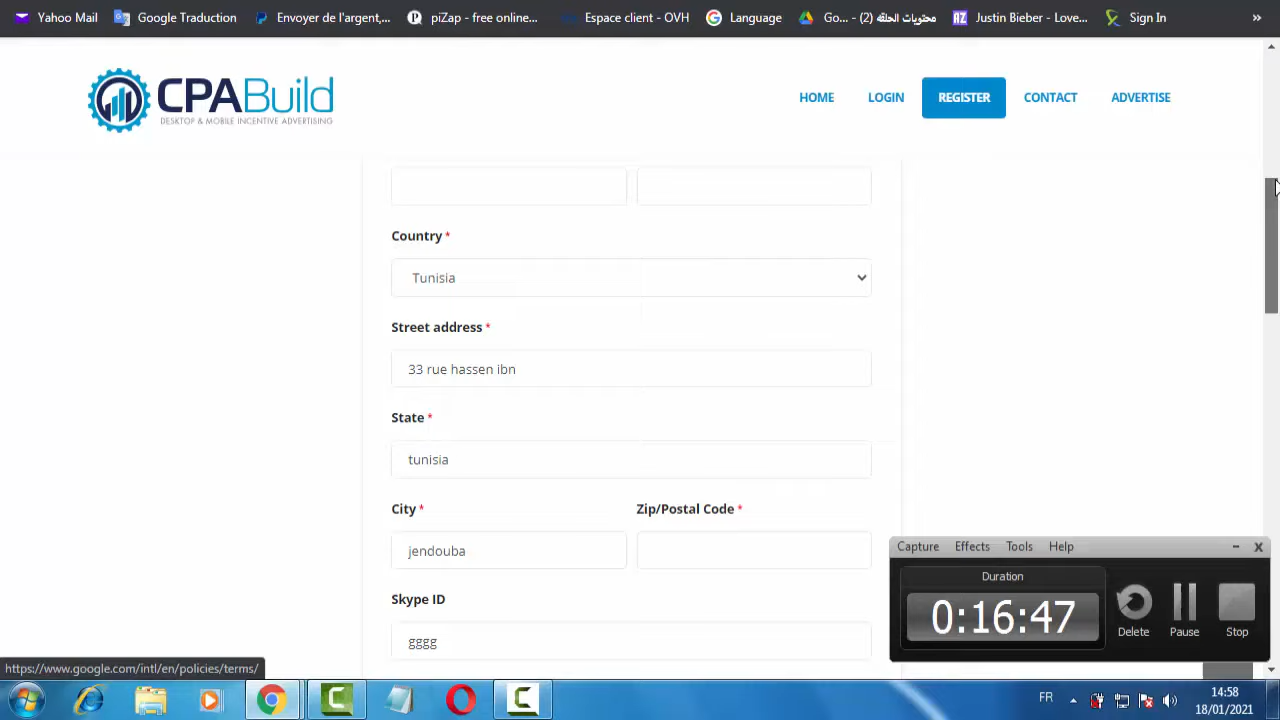 Yahoo Mail Google Traduction Envoyer de l'argent,... piZap - free online... Espace client - OVH Language Go... - (2) محتويات الحلقة Justin Bieber - Love... Sign In »
CPABuild
DESKTOP & MOBILE INCENTIVE ADVERTISING
HOME LOGIN REGISTER CONTACT ADVERTISE
Country *
Tunisia
Street address *
33 rue hassen ibn
State *
tunisia
City * Zip/Postal Code *
jendouba
Skype ID
gggg
Capture Effects Tools Help
Duration
0:16:47
Delete Pause Stop
https://www.google.com/intl/en/policies/terms/
FR
14:58
18/01/2021